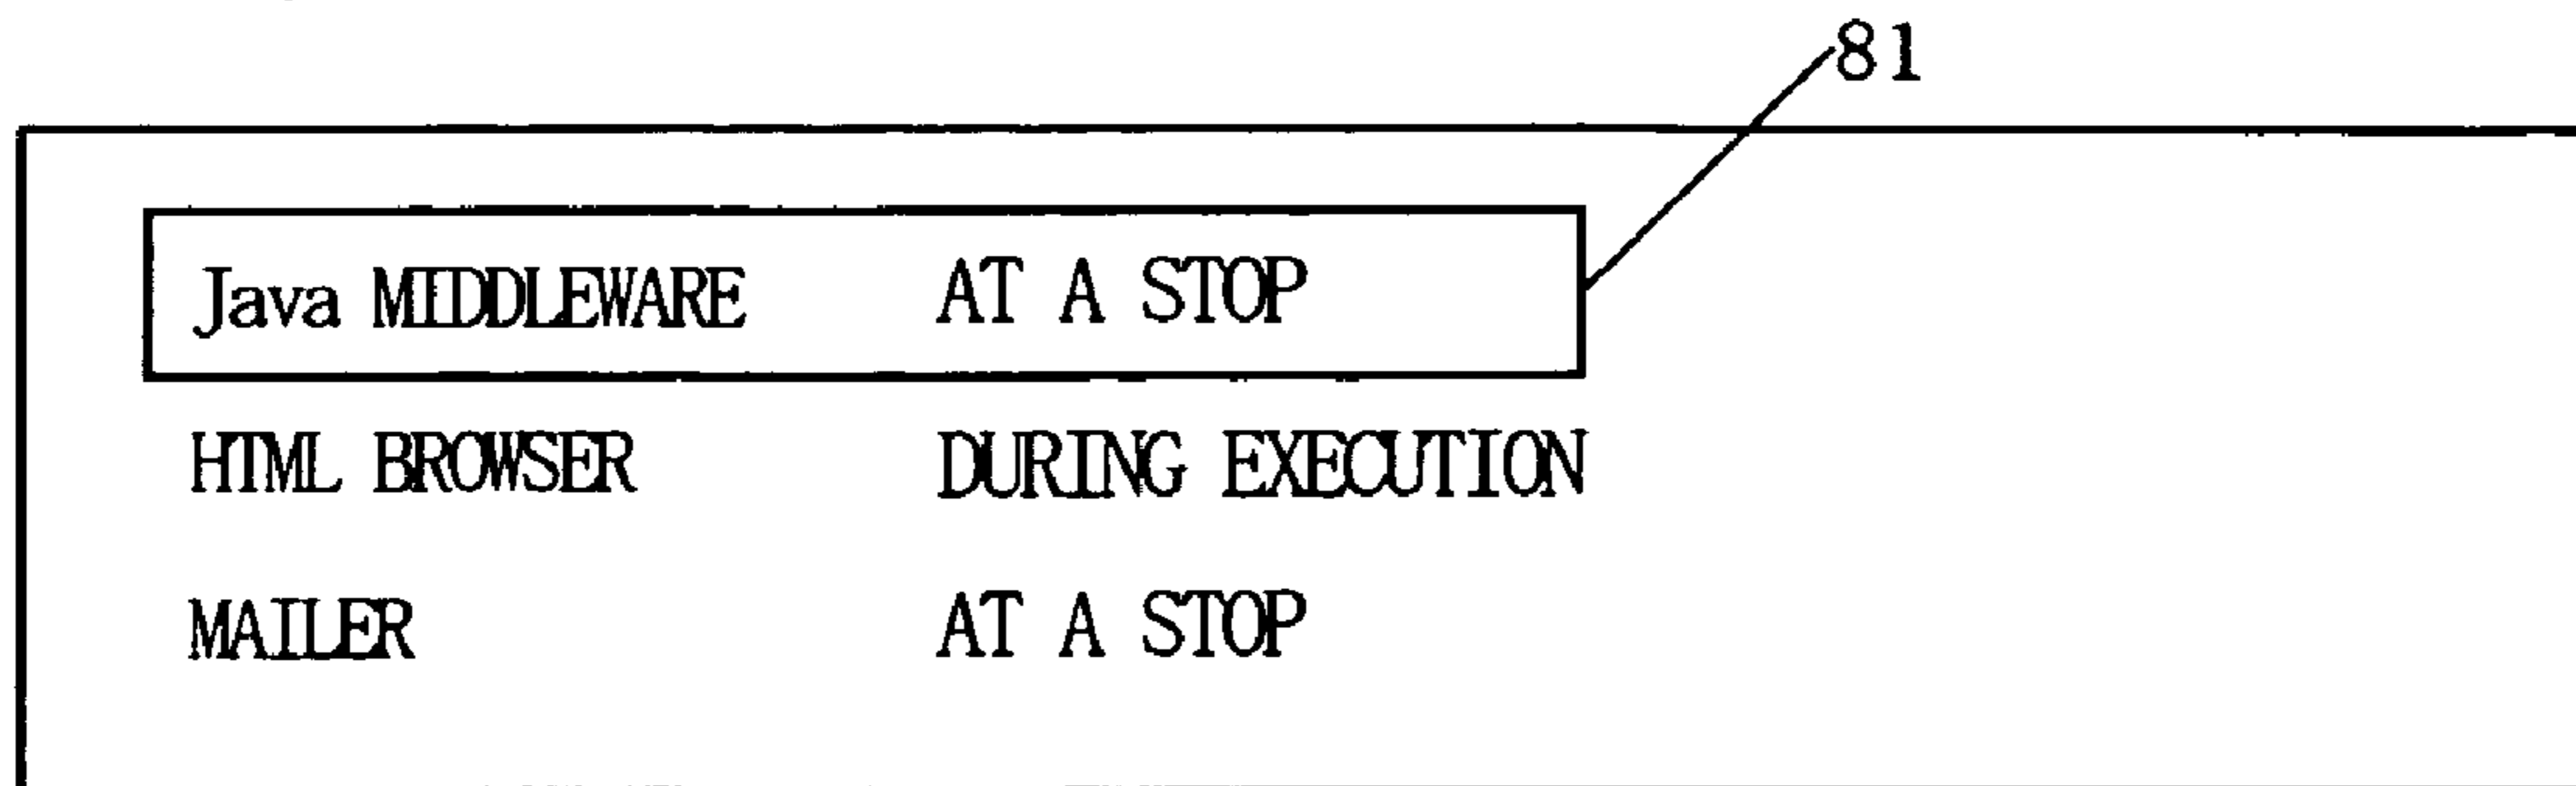 81
Java MIDDLEWARE AT A STOP
HTML BROWSER DURING EXECUTION
MAILER AT A STOP